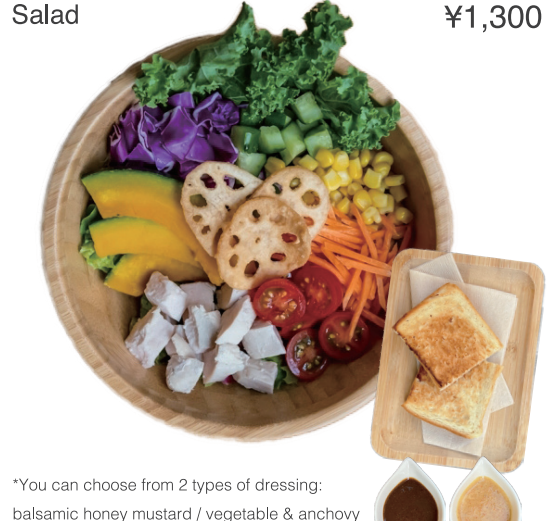 Salad
¥1,300
*You can choose from 2 types of dressing:
balsamic honey mustard / vegetable & anchovy